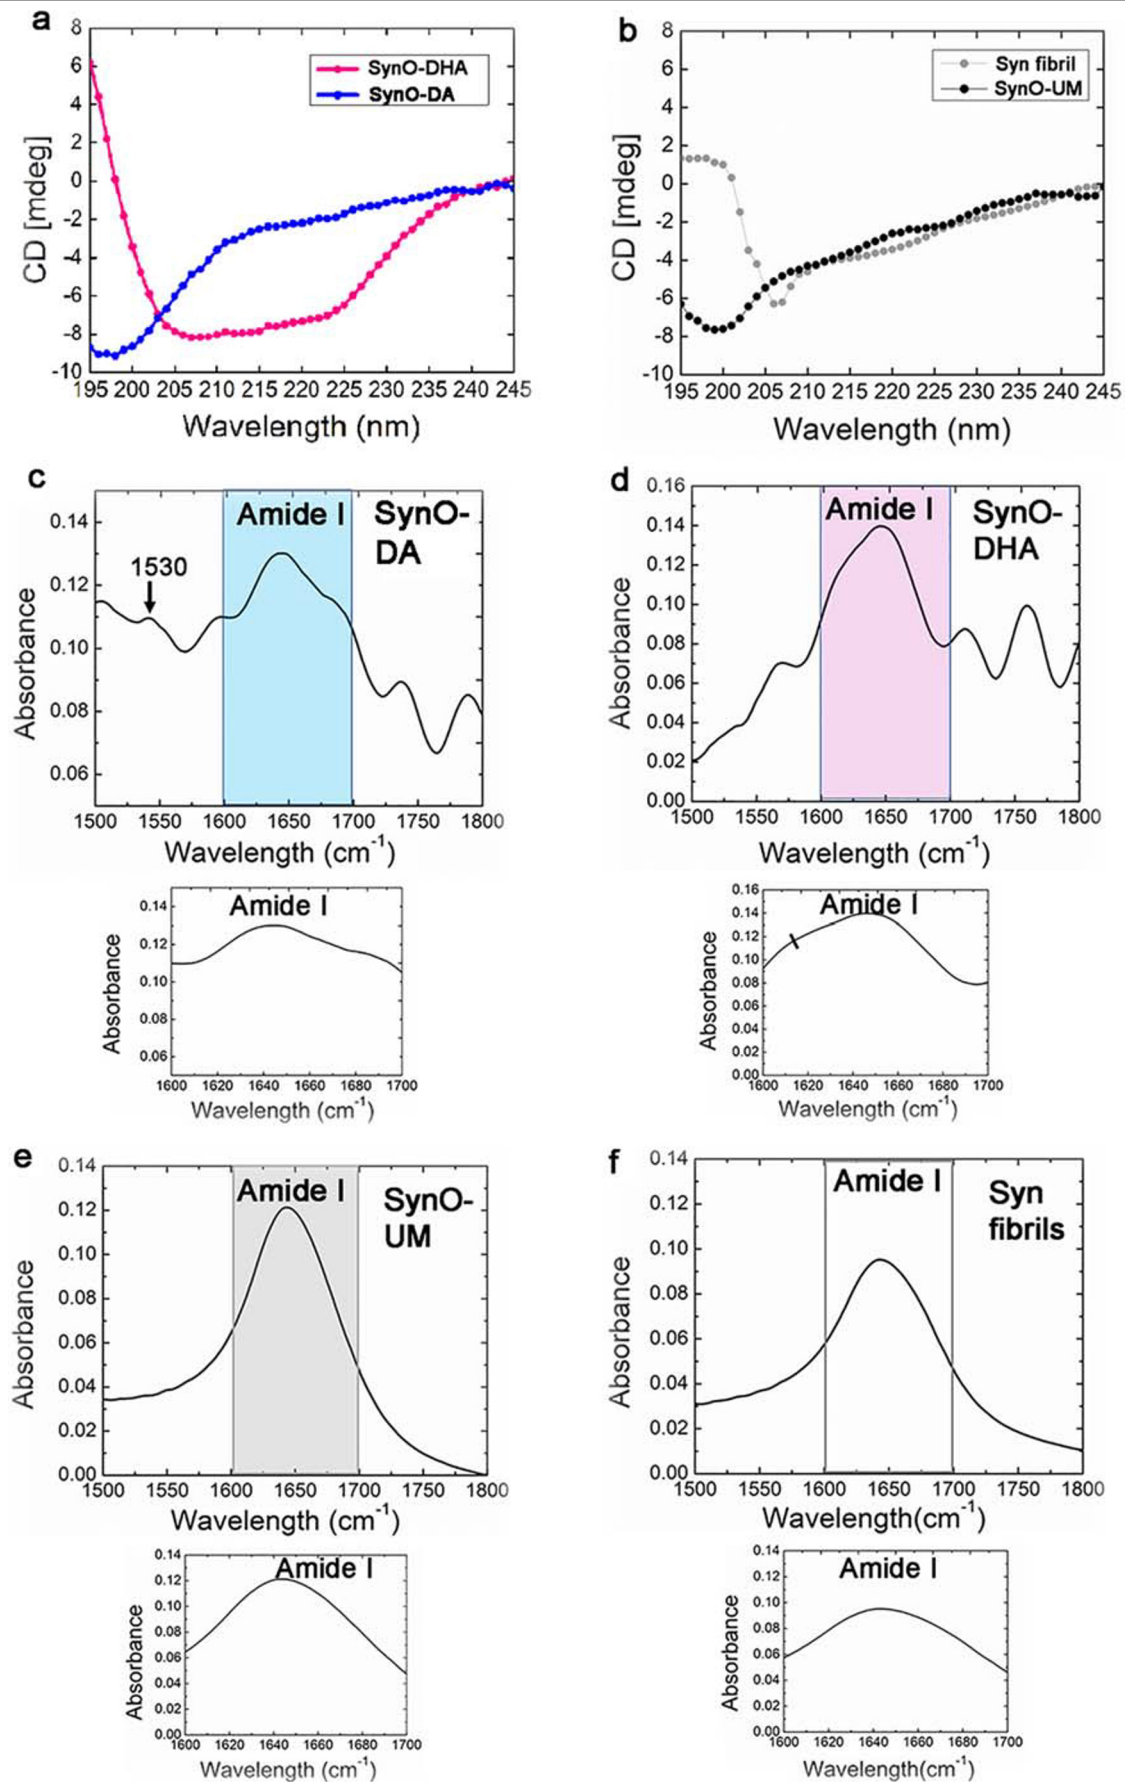 a
8
6
4
2
0
-2
-4
-6
-8
-10
CD [mdeg]
SynO-DHA
SynO-DA
195 200 205 210 215 220 225 230 235 240 245
Wavelength (nm)
b
8
6
4
2
0
-2
-4
-6
-8
-10
CD [mdeg]
Syn fibril
SynO-UM
195 200 205 210 215 220 225 230 235 240 245
Wavelength (nm)
c
0.14
0.12
0.10
0.08
0.06
Absorbance
1530
Amide I
SynO-
DA
1500 1550 1600 1650 1700 1750 1800
Wavelength (cm-1)
d
0.16
0.14
0.12
0.10
0.08
0.06
0.04
0.02
0.00
Absorbance
Amide I
SynO-
DHA
1500 1550 1600 1650 1700 1750 1800
Wavelength (cm-1)
0.14
0.12
0.10
0.08
0.06
Absorbance
Amide I
1600 1620 1640 1660 1680 1700
Wavelength (cm-1)
0.16
0.14
0.12
0.10
0.08
0.06
0.04
0.02
0.00
Absorbance
Amide I
1600 1620 1640 1660 1680 1700
Wavelength (cm-1)
e
0.14
0.12
0.10
0.08
0.06
0.04
0.02
0.00
Absorbance
Amide I
SynO-
UM
1500 1550 1600 1650 1700 1750 1800
Wavelength (cm-1)
f
0.14
0.12
0.10
0.08
0.06
0.04
0.02
0.00
Absorbance
Amide I
Syn
fibrils
1500 1550 1600 1650 1700 1750 1800
Wavelength(cm-1)
0.14
0.12
0.10
0.08
0.06
0.04
0.02
0.00
Absorbance
Amide I
1600 1620 1640 1660 1680 1700
Wavelength (cm-1)
0.14
0.12
0.10
0.08
0.06
0.04
0.02
0.00
Absorbance
Amide I
1600 1620 1640 1660 1680 1700
Wavelength(cm-1)